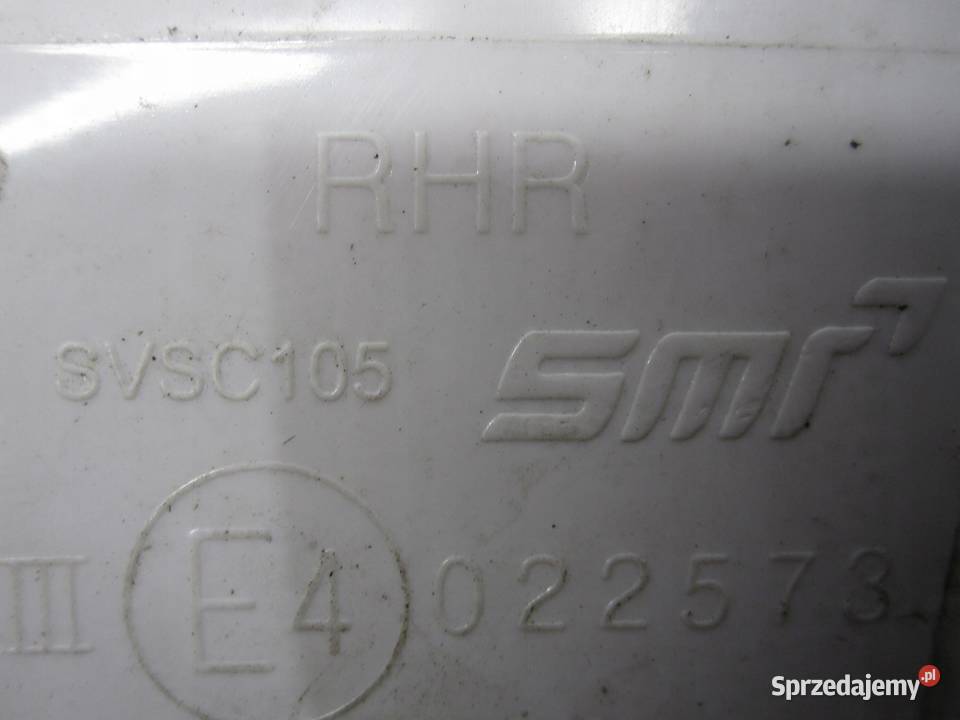 RHR
SVSC105 smr
III E4 022573
Sprzedajemy.pl